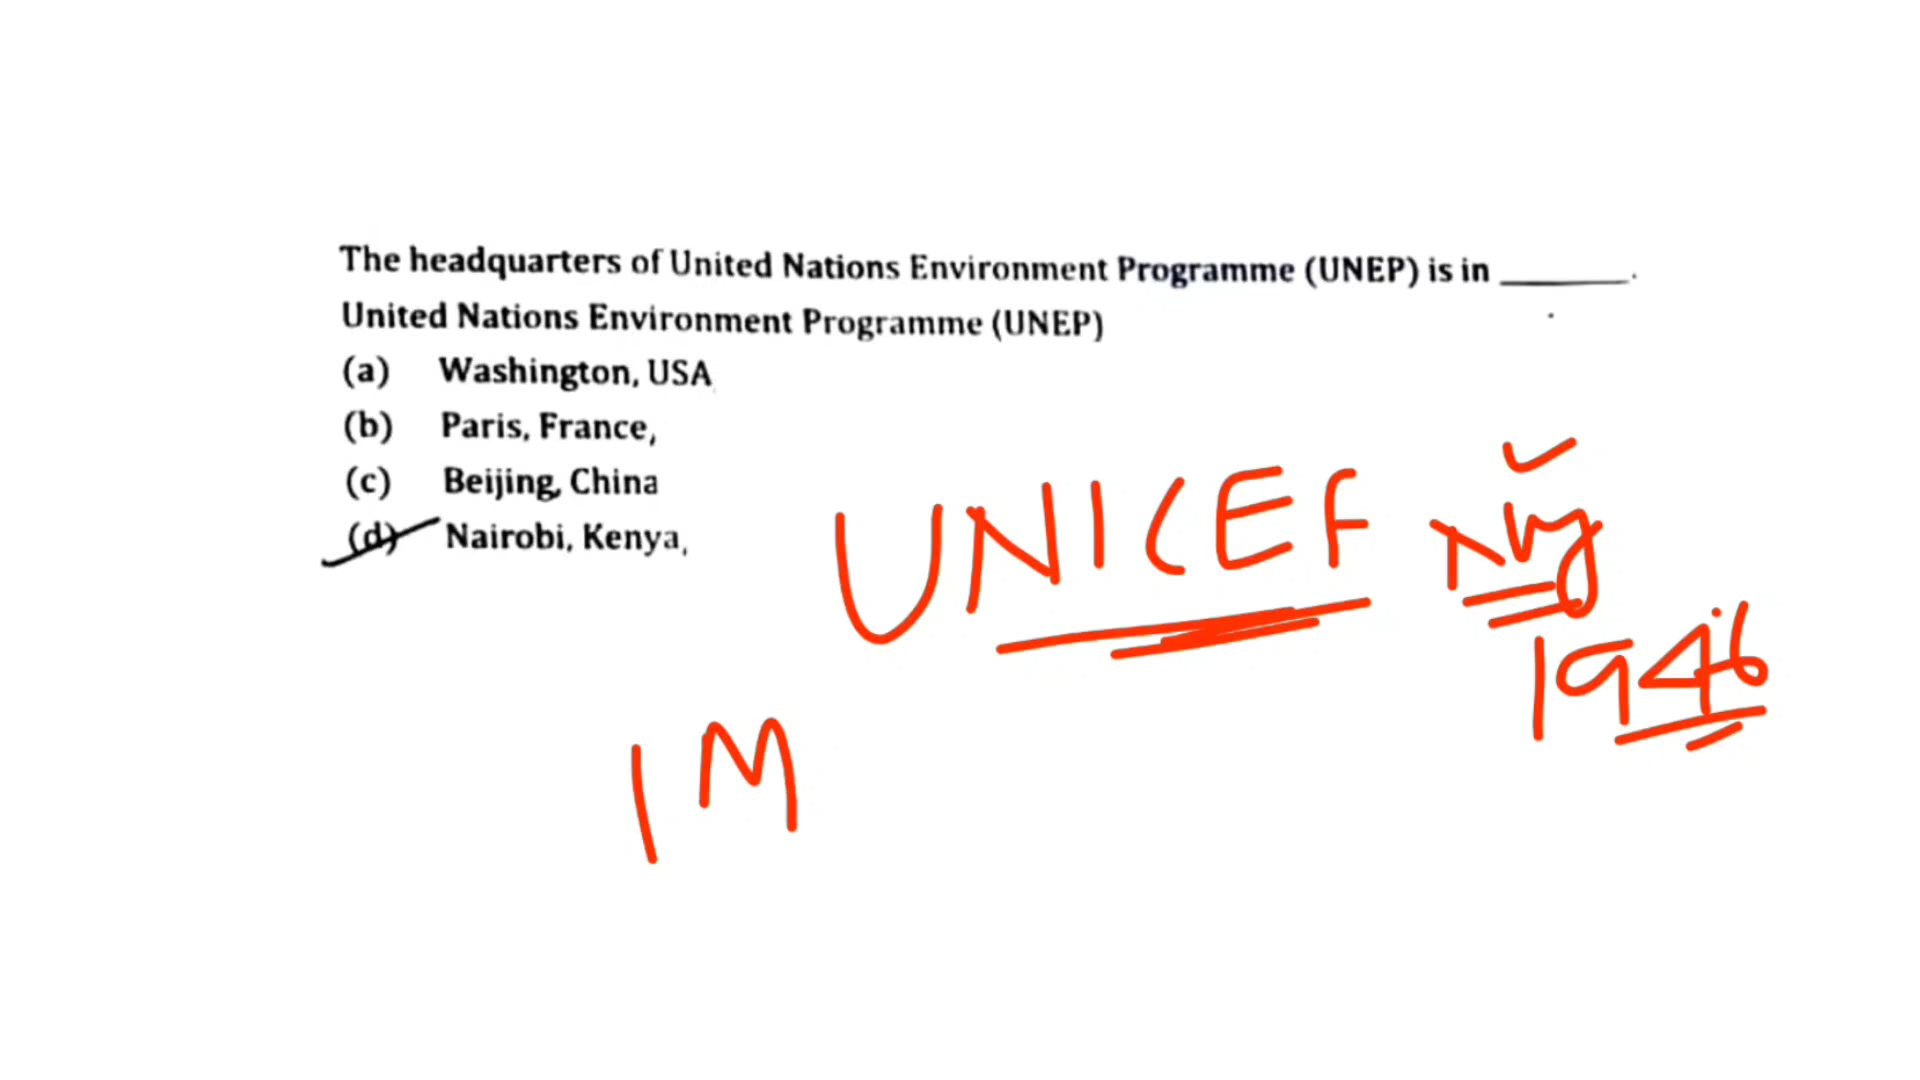 The headquarters of United Nations Environment Programme (UNEP) is in ________.
United Nations Environment Programme (UNEP)
(a) Washington, USA
(b) Paris, France,
(c) Beijing, China
(d) Nairobi, Kenya,
UNICEF Ny
1946
IM